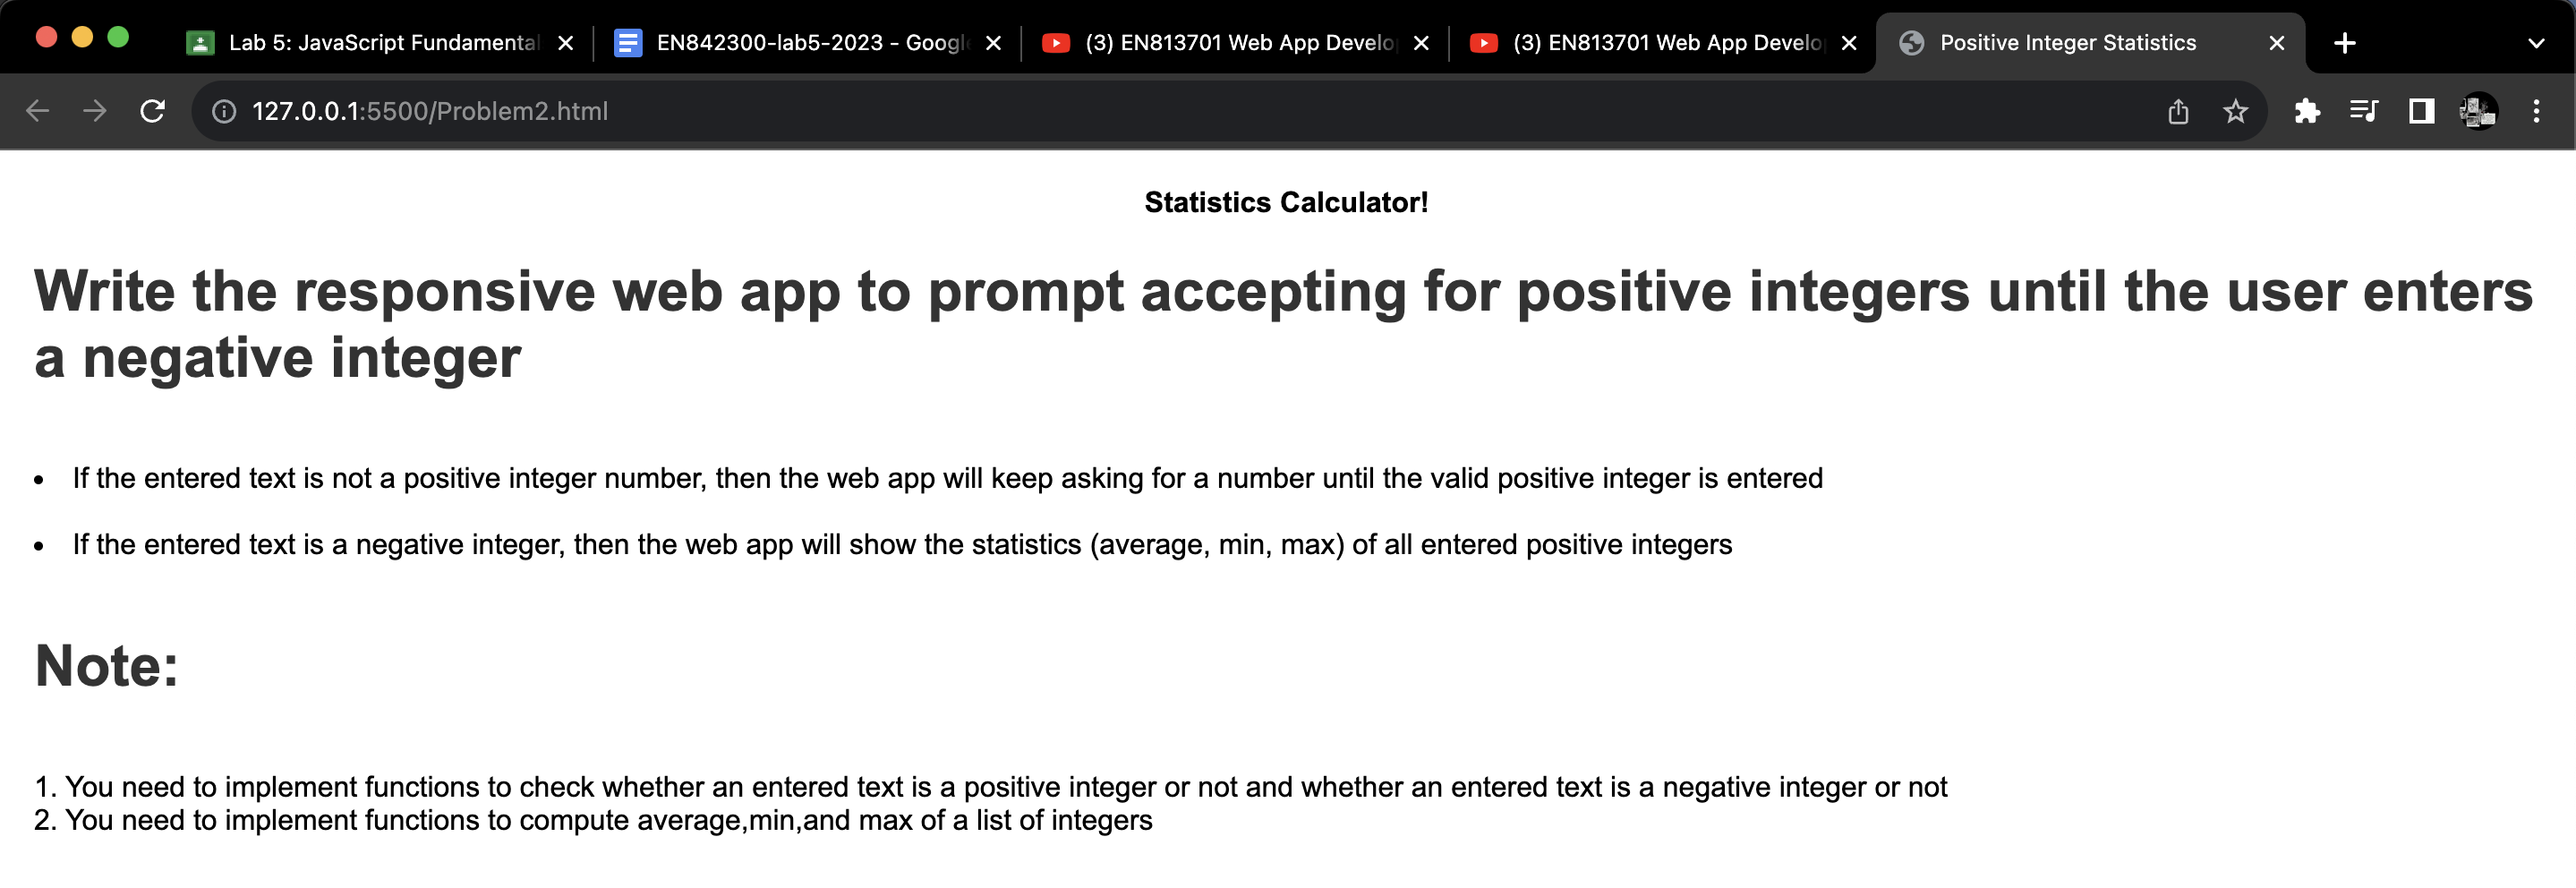 Lab 5: JavaScript Fundamental
EN842300-lab5-2023 - Googl
(3) EN813701 Web App Develo
(3) EN813701 Web App Develo
Positive Integer Statistics
127.0.0.1:5500/Problem2.html
Statistics Calculator!
Write the responsive web app to prompt accepting for positive integers until the user enters
a negative integer
• If the entered text is not a positive integer number, then the web app will keep asking for a number until the valid positive integer is entered
• If the entered text is a negative integer, then the web app will show the statistics (average, min, max) of all entered positive integers
Note:
1. You need to implement functions to check whether an entered text is a positive integer or not and whether an entered text is a negative integer or not
2. You need to implement functions to compute average,min,and max of a list of integers